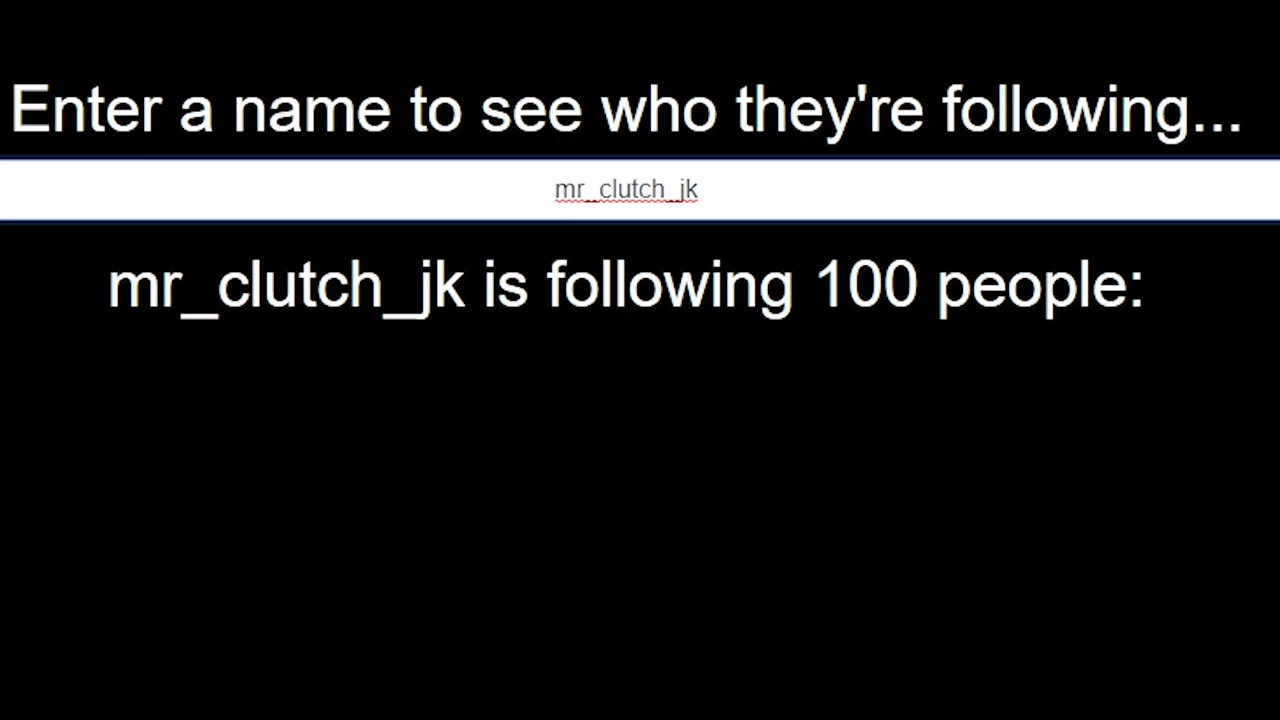 Enter a name to see who they're following...
mr_clutch_jk
mr_clutch_jk is following 100 people: